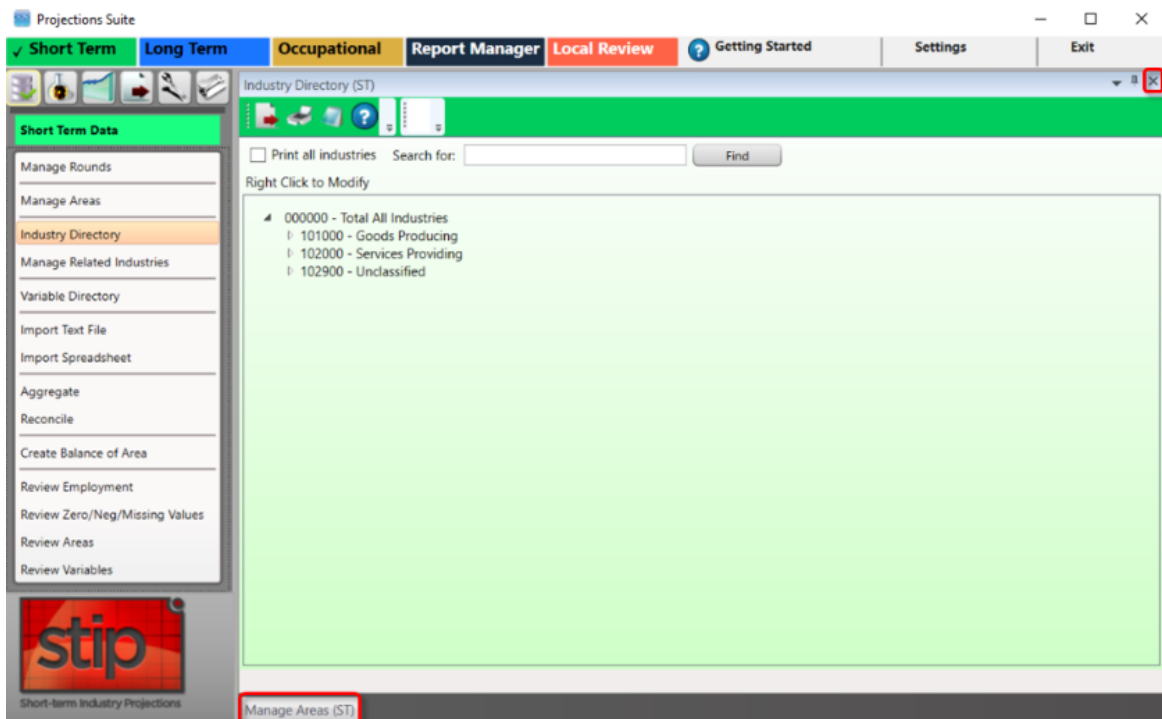 Projections Suite
Short Term Long Term Occupational Report Manager Local Review Getting Started Settings Exit
Industry Directory (ST)
Short Term Data
Print all industries Search for: Find
Right Click to Modify
Manage Rounds
Manage Areas
Industry Directory
Manage Related Industries
Variable Directory
Import Text File
Import Spreadsheet
Aggregate
Reconcile
Create Balance of Area
Review Employment
Review Zero/Neg/Missing Values
Review Areas
Review Variables
000000 - Total All Industries
101000 - Goods Producing
102000 - Services Providing
102900 - Unclassified
stip
Short-term Industry Projections
Manage Areas (ST)